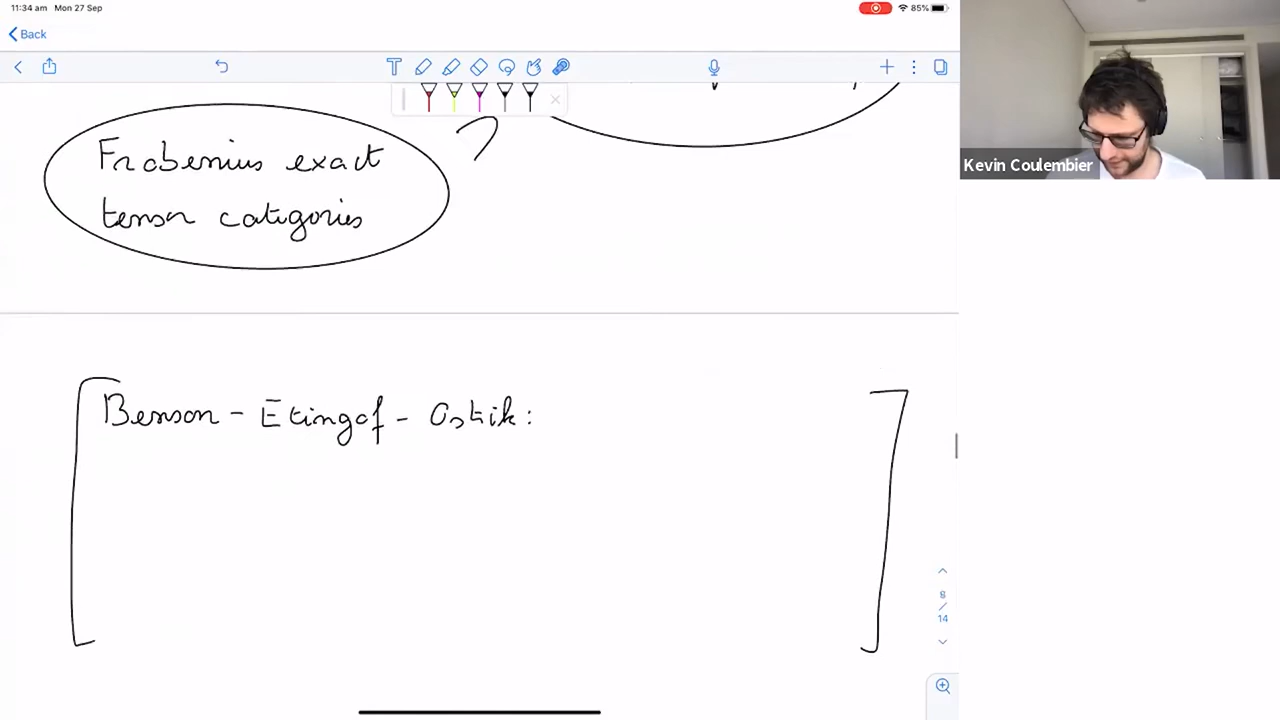 11:34 am Mon 27 Sep
85%
Back
Kevin Coulembier
Frobenius exact
tensor categories
?
Benson - Etingof - Ostrik:
8
/
14